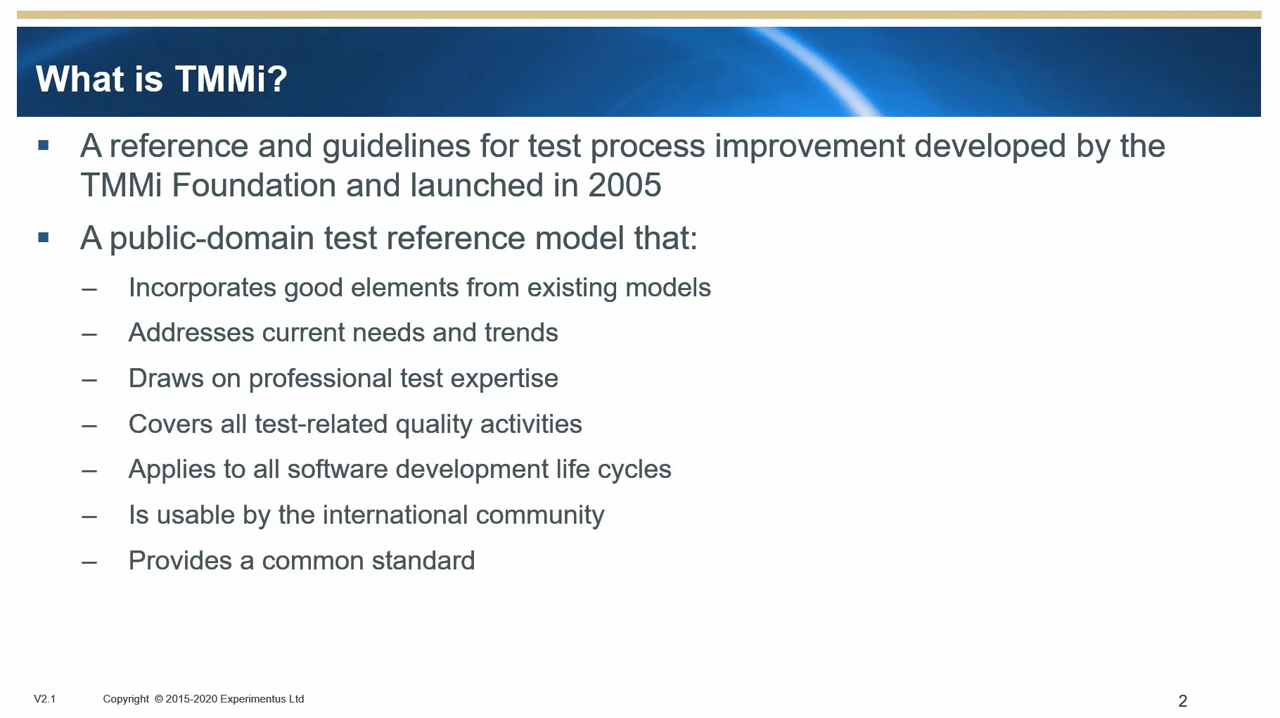 What is TMMi?
▪ A reference and guidelines for test process improvement developed by the
TMMi Foundation and launched in 2005
▪ A public-domain test reference model that:
– Incorporates good elements from existing models
– Addresses current needs and trends
– Draws on professional test expertise
– Covers all test-related quality activities
– Applies to all software development life cycles
– Is usable by the international community
– Provides a common standard
V2.1 Copyright © 2015-2020 Experimentus Ltd 2